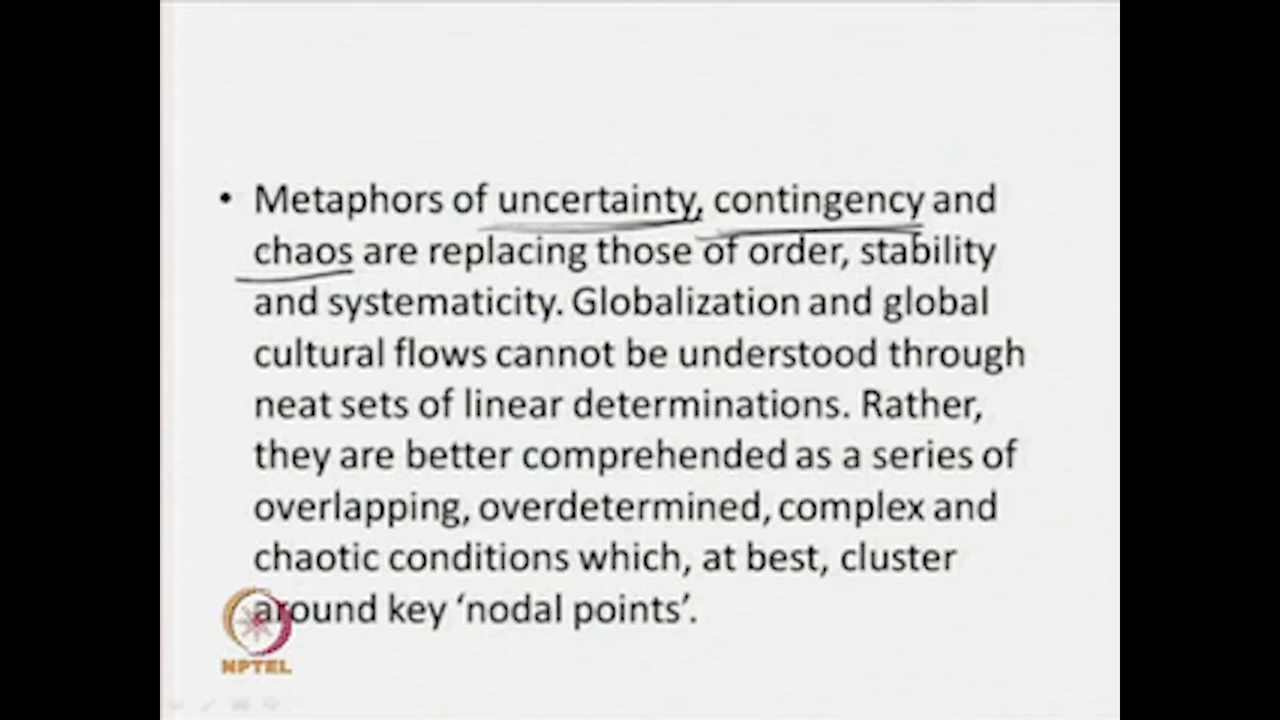 • Metaphors of uncertainty, contingency and
chaos are replacing those of order, stability
and systematicity. Globalization and global
cultural flows cannot be understood through
neat sets of linear determinations. Rather,
they are better comprehended as a series of
overlapping, overdetermined, complex and
chaotic conditions which, at best, cluster
around key ‘nodal points’.
NPTEL